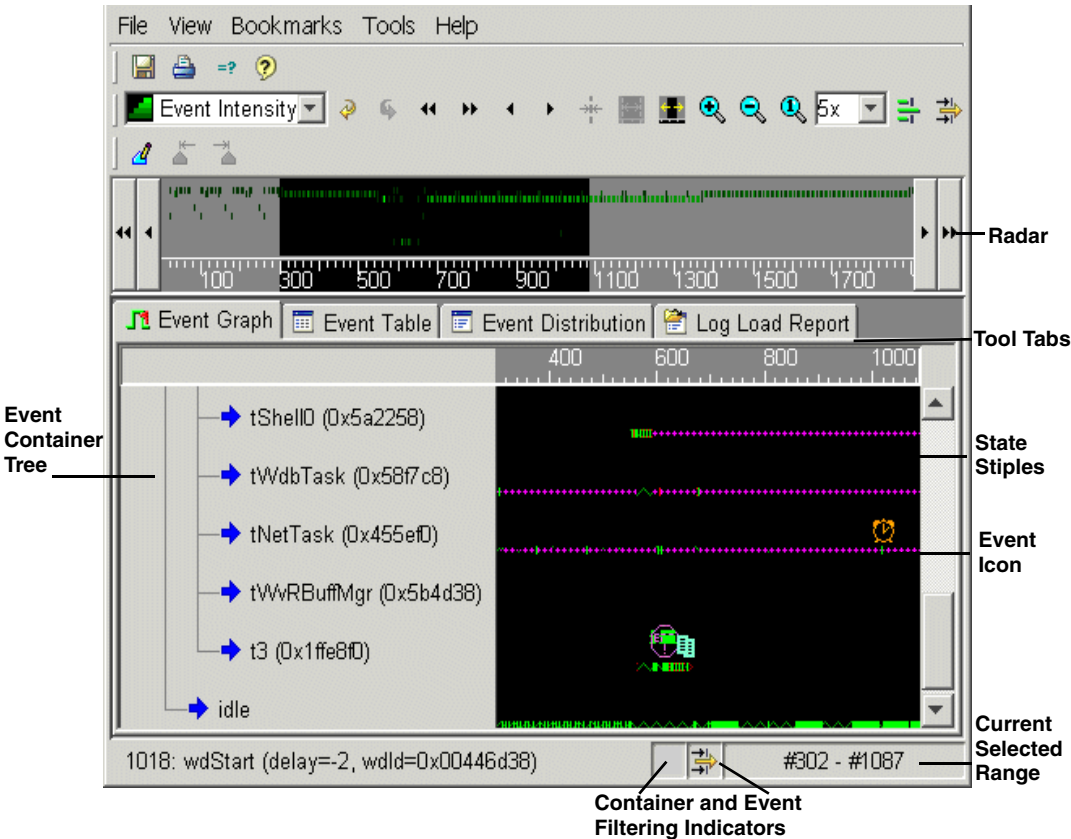 File View Bookmarks Tools Help
=?
Event Intensity 5x
Radar
100 300 500 700 900 1100 1300 1500 1700
Event Graph Event Table Event Distribution Log Load Report
Tool Tabs
400 600 800 1000
Event
Container
Tree
tShell0 (0x5a2258)
State
Stiples
tWdbTask (0x58f7c8)
tNetTask (0x455ef0)
Event
Icon
tWvRBuffMgr (0x5b4d38)
t3 (0x1ffe8f0)
idle
1018: wdStart (delay=-2, wdId=0x00446d38) #302 - #1087
Current
Selected
Range
Container and Event
Filtering Indicators